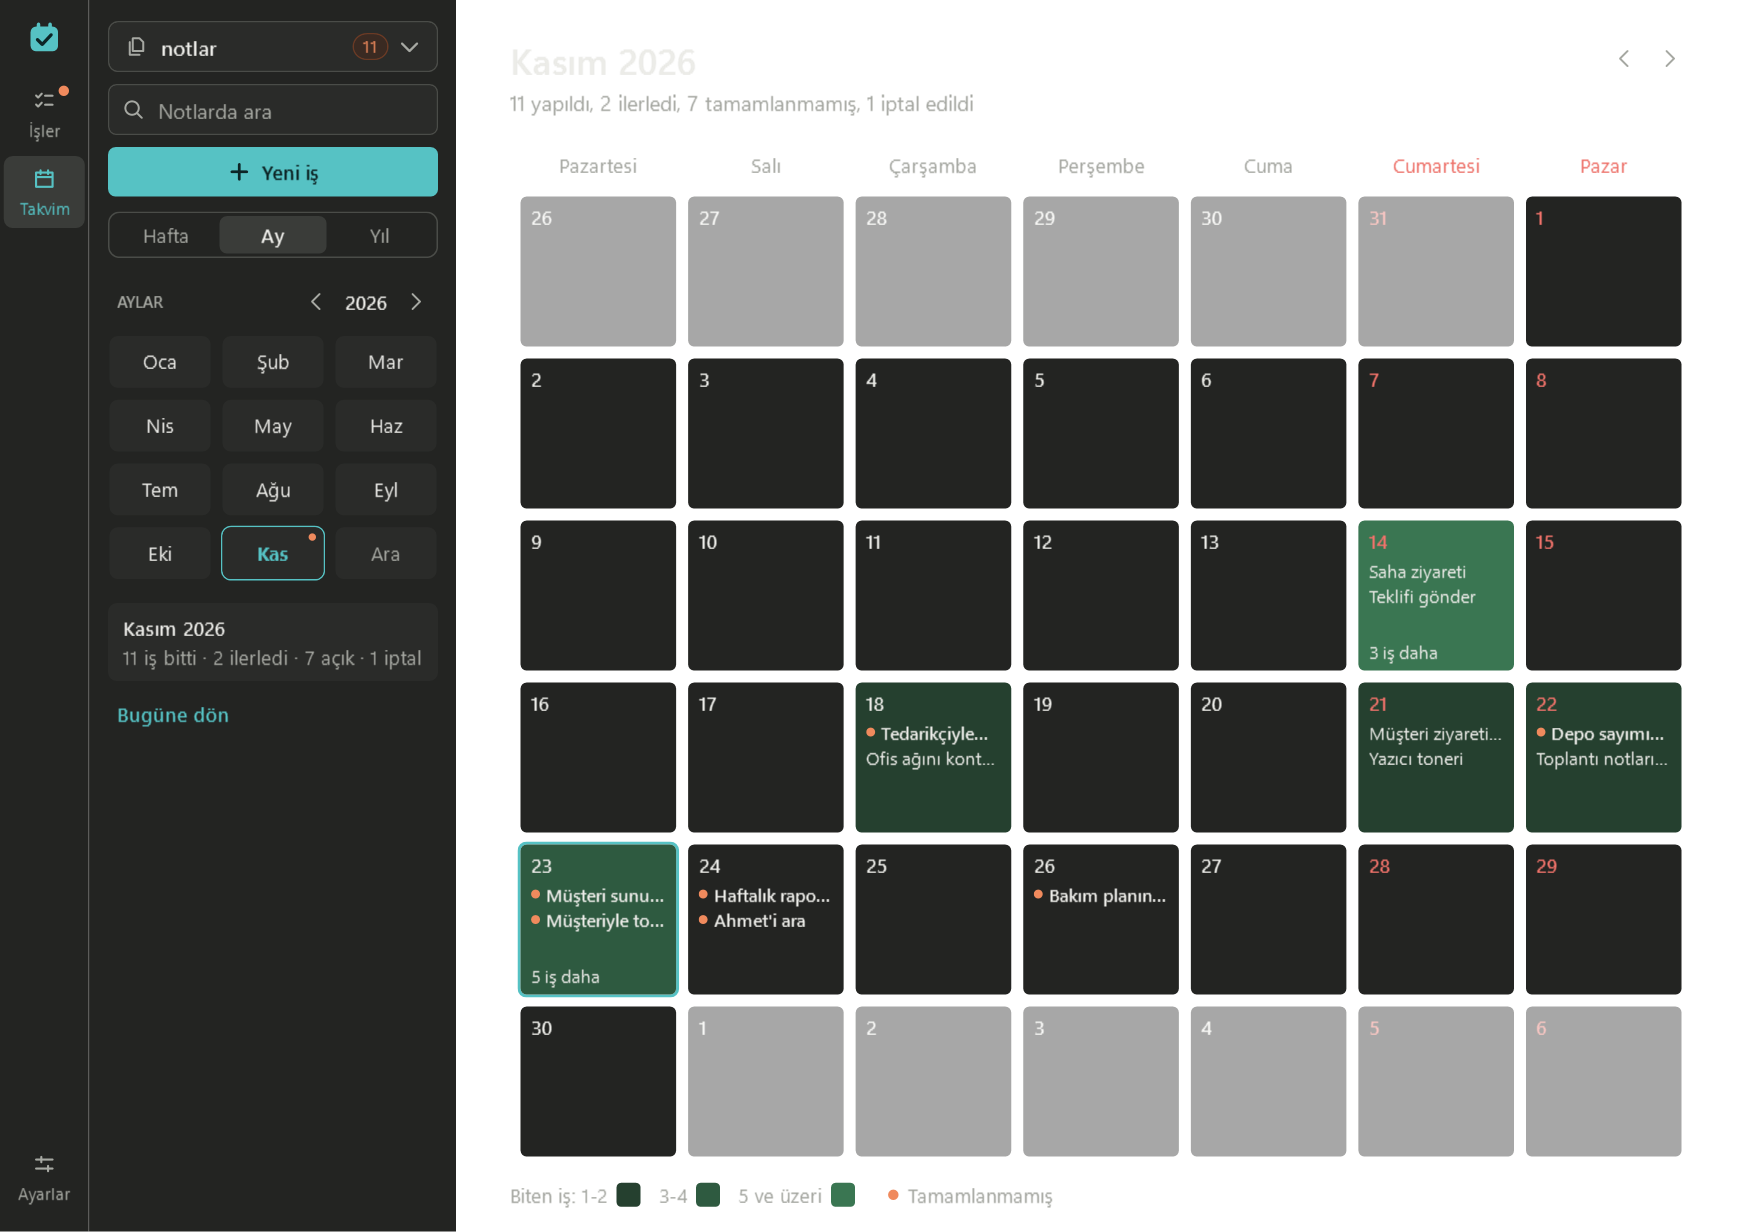 notlar 11
İşler
Notlarda ara
Yeni iş
Takvim
Hafta Ay Yıl
AYLAR 2026
Oca Şub Mar
Nis May Haz
Tem Ağu Eyl
Eki Kas Ara
Kasım 2026
11 iş bitti · 2 ilerledi · 7 açık · 1 iptal
Bugüne dön
Ayarlar
Kasım 2026
11 yapıldı, 2 ilerledi, 7 tamamlanmamış, 1 iptal edildi
Pazartesi Salı Çarşamba Perşembe Cuma Cumartesi Pazar
26 27 28 29 30 31 1
2 3 4 5 6 7 8
9 10 11 12 13 14 15
Saha ziyareti
Teklifi gönder
3 iş daha
16 17 18 19 20 21 22
Tedarikçiyle... Müşteri ziyareti... Depo sayımı...
Ofis ağını kont... Yazıcı toneri Toplantı notları...
23 24 25 26 27 28 29
Müşteri sunu... Haftalık rapo... Bakım planın...
Müşteriyle to... Ahmet'i ara
5 iş daha
30 1 2 3 4 5 6
Biten iş: 1-2 3-4 5 ve üzeri Tamamlanmamış